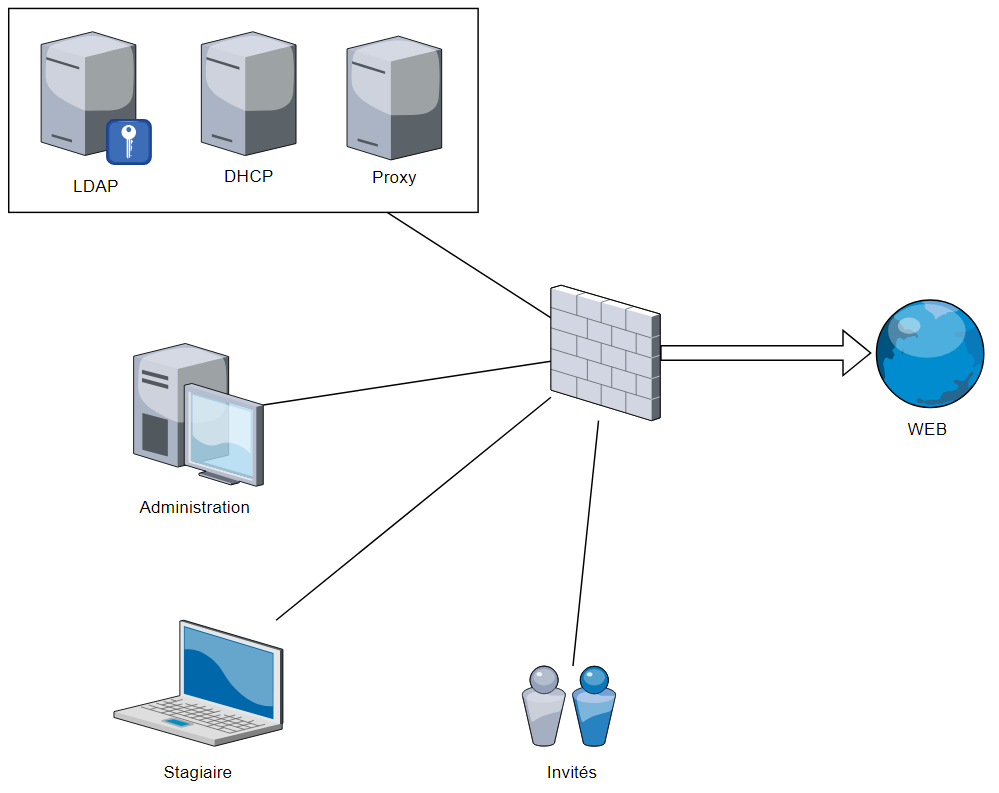 LDAP
DHCP
Proxy
Administration
WEB
Stagiaire
Invités